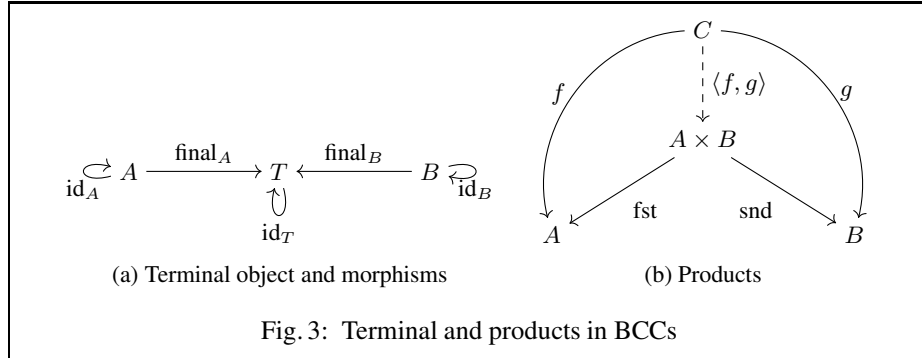 C
f
⟨f, g⟩
g
A × B
final_A
final_B
A
T
B
id_A
id_B
id_T
fst
snd
A
B
(a) Terminal object and morphisms
(b) Products
Fig. 3: Terminal and products in BCCs